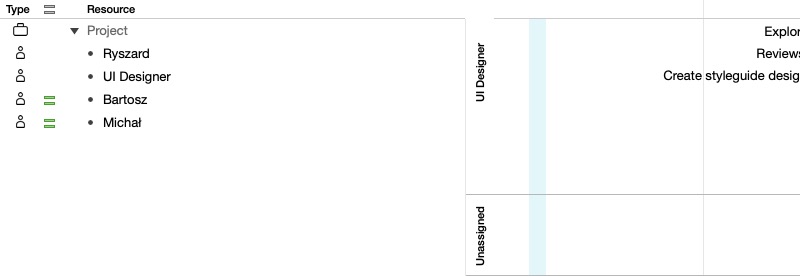 Type Resource
Project
Ryszard
UI Designer
Bartosz
Michał
UI Designer
Explor
Reviews
Create styleguide desig
Unassigned